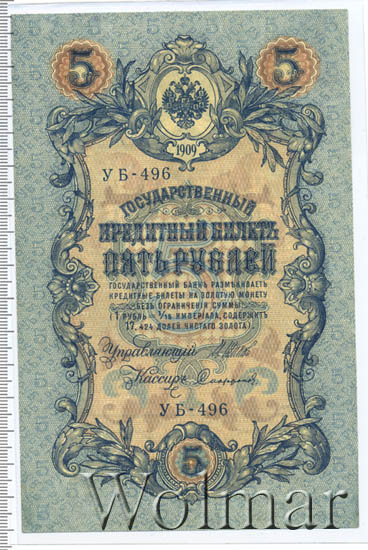 5 5
1909
УБ-496
ГОСУДАРСТВЕННЫЙ
КРЕДИТНЫЙ БИЛЕТЪ
ПЯТЬ РУБЛЕЙ
ГОСУДАРСТВЕННЫЙ БАНКЪ РАЗМѢНИВАЕТЪ
КРЕДИТНЫЕ БИЛЕТЫ НА ЗОЛОТУЮ МОНЕТУ
БЕЗЪ ОГРАНИЧЕНІЯ СУММЫ
(1 РУБЛЬ = 1/15 ИМПЕРІАЛА, СОДЕРЖИТЪ
17,424 ДОЛЕЙ ЧИСТАГО ЗОЛОТА).
Управляющій
Кассиръ
УБ-496
5
Wolmar